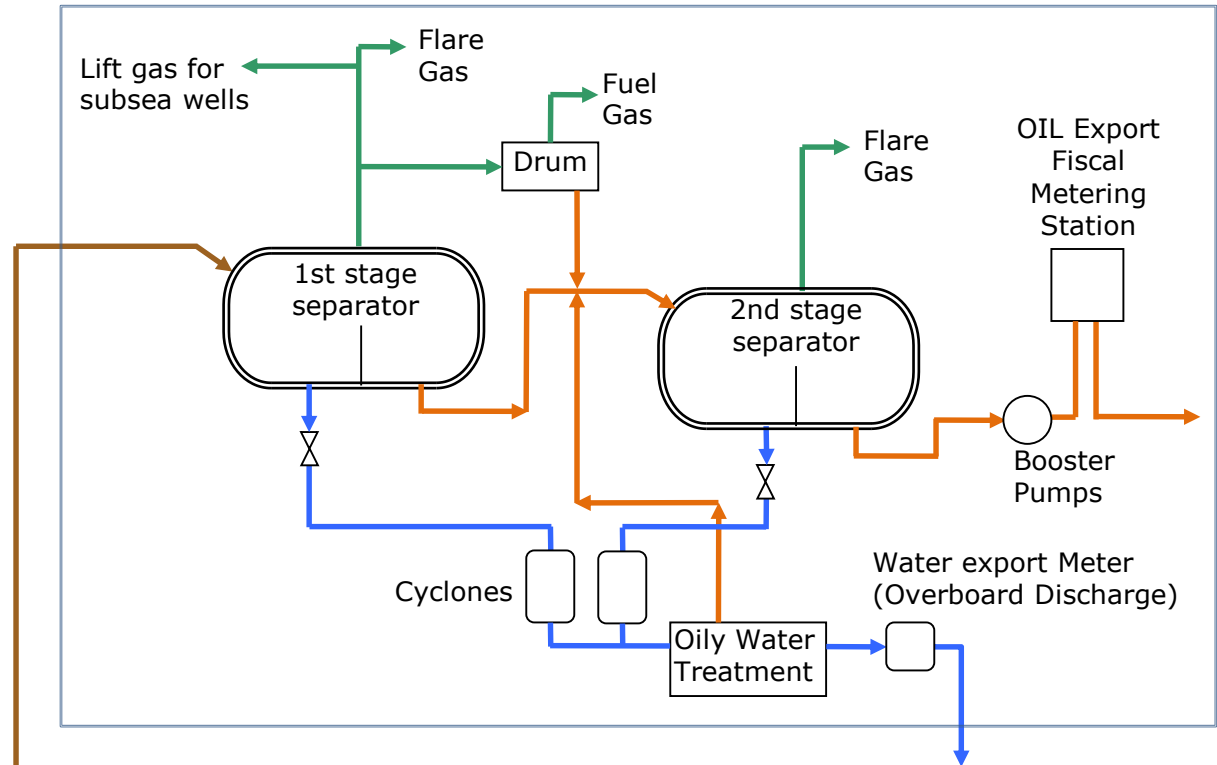 Flare
Gas
Lift gas for
subsea wells
Fuel
Gas
Drum
Flare
Gas
OIL Export
Fiscal
Metering
Station
1st stage
separator
2nd stage
separator
Booster
Pumps
Cyclones
Water export Meter
(Overboard Discharge)
Oily Water
Treatment